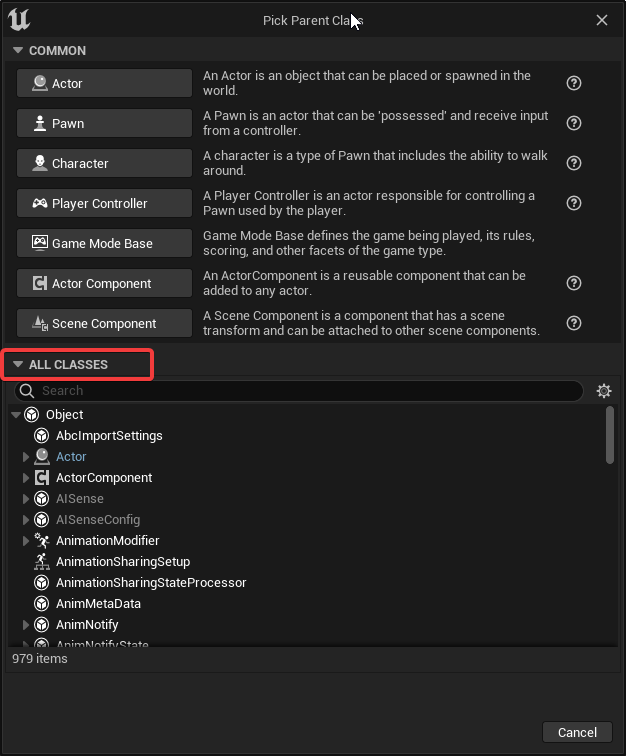 Pick Parent Class
COMMON
Actor
An Actor is an object that can be placed or spawned in the
world.
Pawn
A Pawn is an actor that can be 'possessed' and receive input
from a controller.
Character
A character is a type of Pawn that includes the ability to walk
around.
Player Controller
A Player Controller is an actor responsible for controlling a
Pawn used by the player.
Game Mode Base
Game Mode Base defines the game being played, its rules,
scoring, and other facets of the game type.
Actor Component
An ActorComponent is a reusable component that can be
added to any actor.
Scene Component
A Scene Component is a component that has a scene
transform and can be attached to other scene components.
ALL CLASSES
Search
Object
AbcImportSettings
Actor
ActorComponent
AISense
AISenseConfig
AnimationModifier
AnimationSharingSetup
AnimationSharingStateProcessor
AnimMetaData
AnimNotify
AnimNotifyState
979 items
Cancel